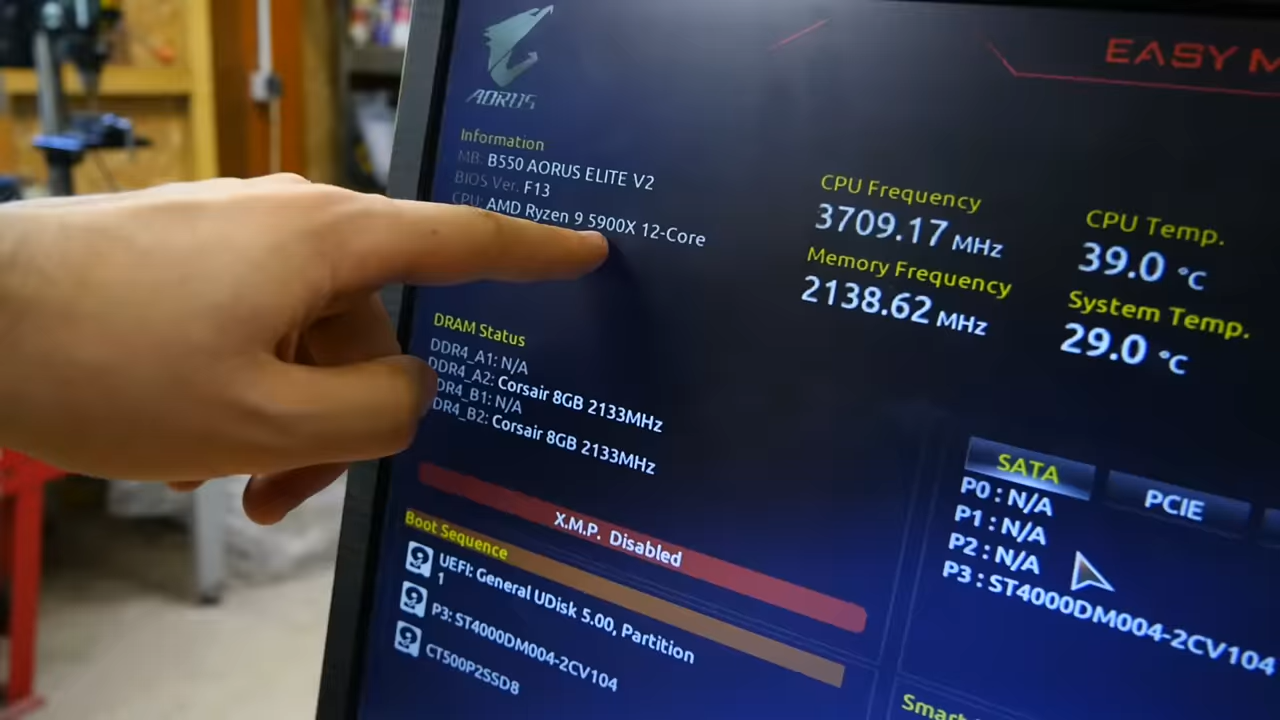 AORUS
EASY M
Information
MB: B550 AORUS ELITE V2
BIOS Ver. F13
CPU: AMD Ryzen 9 5900X 12-Core
CPU Frequency
3709.17 MHz
Memory Frequency
2138.62 MHz
CPU Temp.
39.0 °C
System Temp.
29.0 °C
DRAM Status
DDR4_A1: N/A
DDR4_A2: Corsair 8GB 2133MHz
DDR4_B1: N/A
DDR4_B2: Corsair 8GB 2133MHz
X.M.P. Disabled
Boot Sequence
UEFI: General UDisk 5.00, Partition
1
P3: ST4000DM004-2CV104
CT500P2SSD8
SATA
PCIE
P0 : N/A
P1 : N/A
P2 : N/A
P3 : ST4000DM004-2CV104
Smart